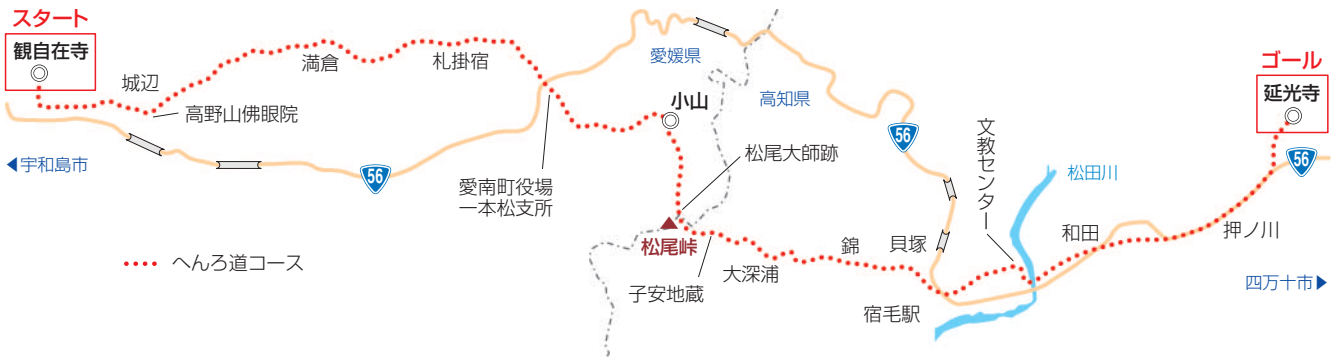 スタート
観自在寺
城辺
高野山佛眼院
◀宇和島市
満倉
札掛宿
56
愛南町役場
一本松支所
愛媛県
高知県
小山
松尾大師跡
松尾峠
子安地蔵
大深浦
錦
貝塚
宿毛駅
56
文教センター
松田川
和田
押ノ川
ゴール
延光寺
56
四万十市▶
へんろ道コース